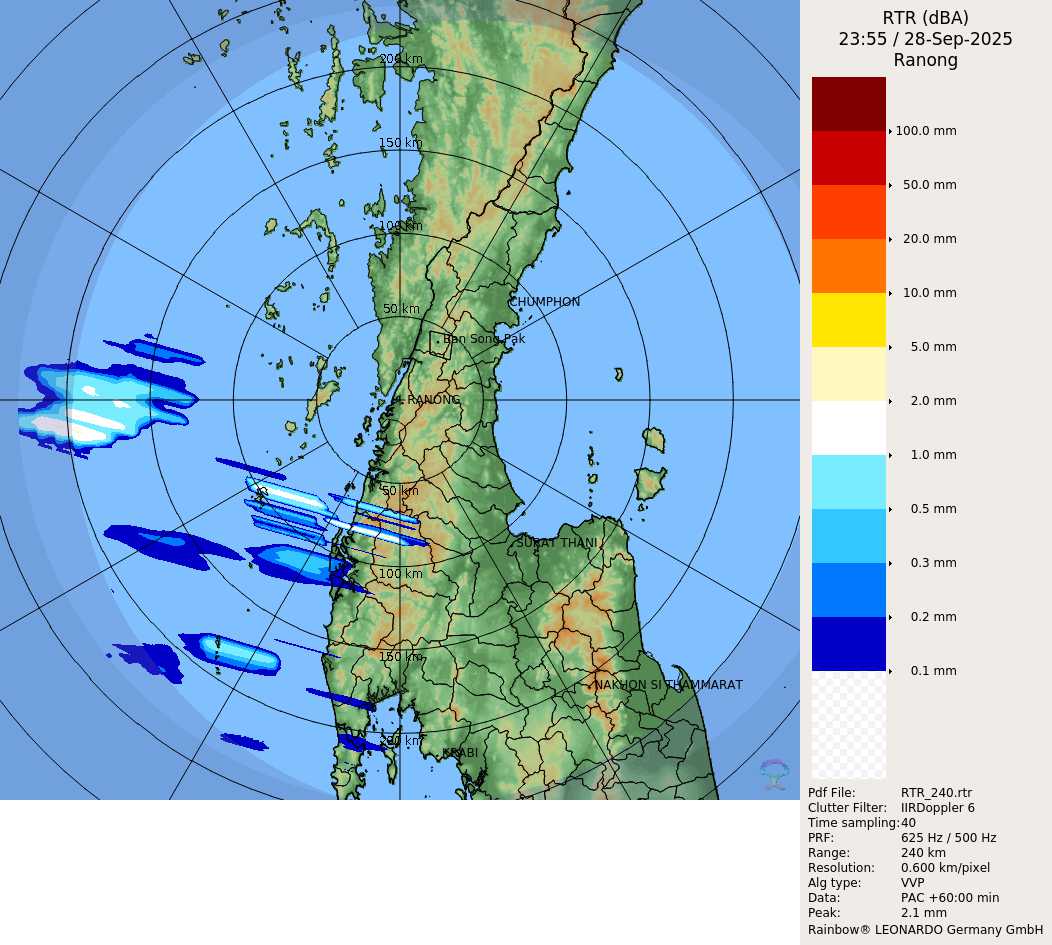 RTR (dBA)
23:55 / 28-Sep-2025
Ranong
100.0 mm
50.0 mm
20.0 mm
10.0 mm
5.0 mm
2.0 mm
1.0 mm
0.5 mm
0.3 mm
0.2 mm
0.1 mm
200 km
150 km
100 km
50 km
CHUMPHON
Ban Song Pak
RANONG
50 km
SURAT THANI
100 km
150 km
NAKHON SI THAMMARAT
200 km
KRABI
Pdf File: RTR_240.rtr
Clutter Filter: IIRDoppler 6
Time sampling: 40
PRF: 625 Hz / 500 Hz
Range: 240 km
Resolution: 0.600 km/pixel
Alg type: VVP
Data: PAC +60:00 min
Peak: 2.1 mm
Rainbow® LEONARDO Germany GmbH